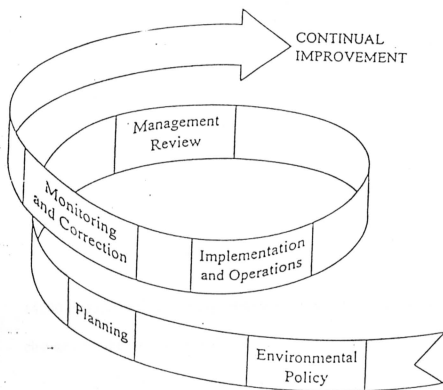 CONTINUAL
IMPROVEMENT
Management
Review
Monitoring
and Correction
Implementation
and Operations
Planning
Environmental
Policy